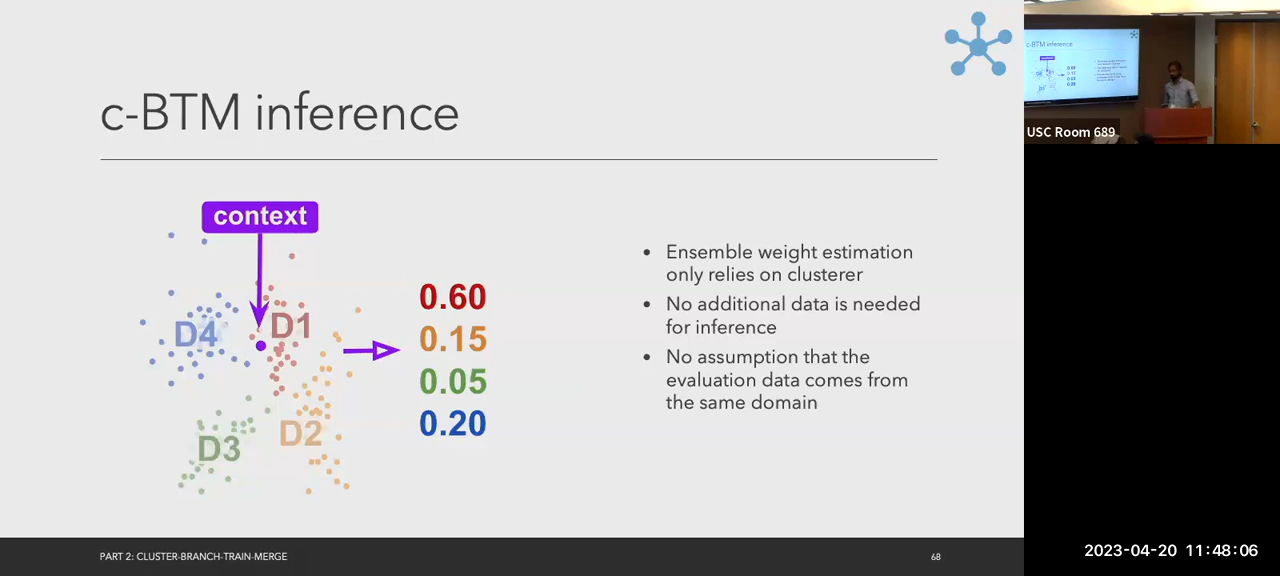 c-BTM inference
context
D4
D1
D3
D2
0.60
0.15
0.05
0.20
• Ensemble weight estimation
only relies on clusterer
• No additional data is needed
for inference
• No assumption that the
evaluation data comes from
the same domain
PART 2: CLUSTER-BRANCH-TRAIN-MERGE
68
c-BTM inference
USC Room 689
2023-04-20 11:48:06